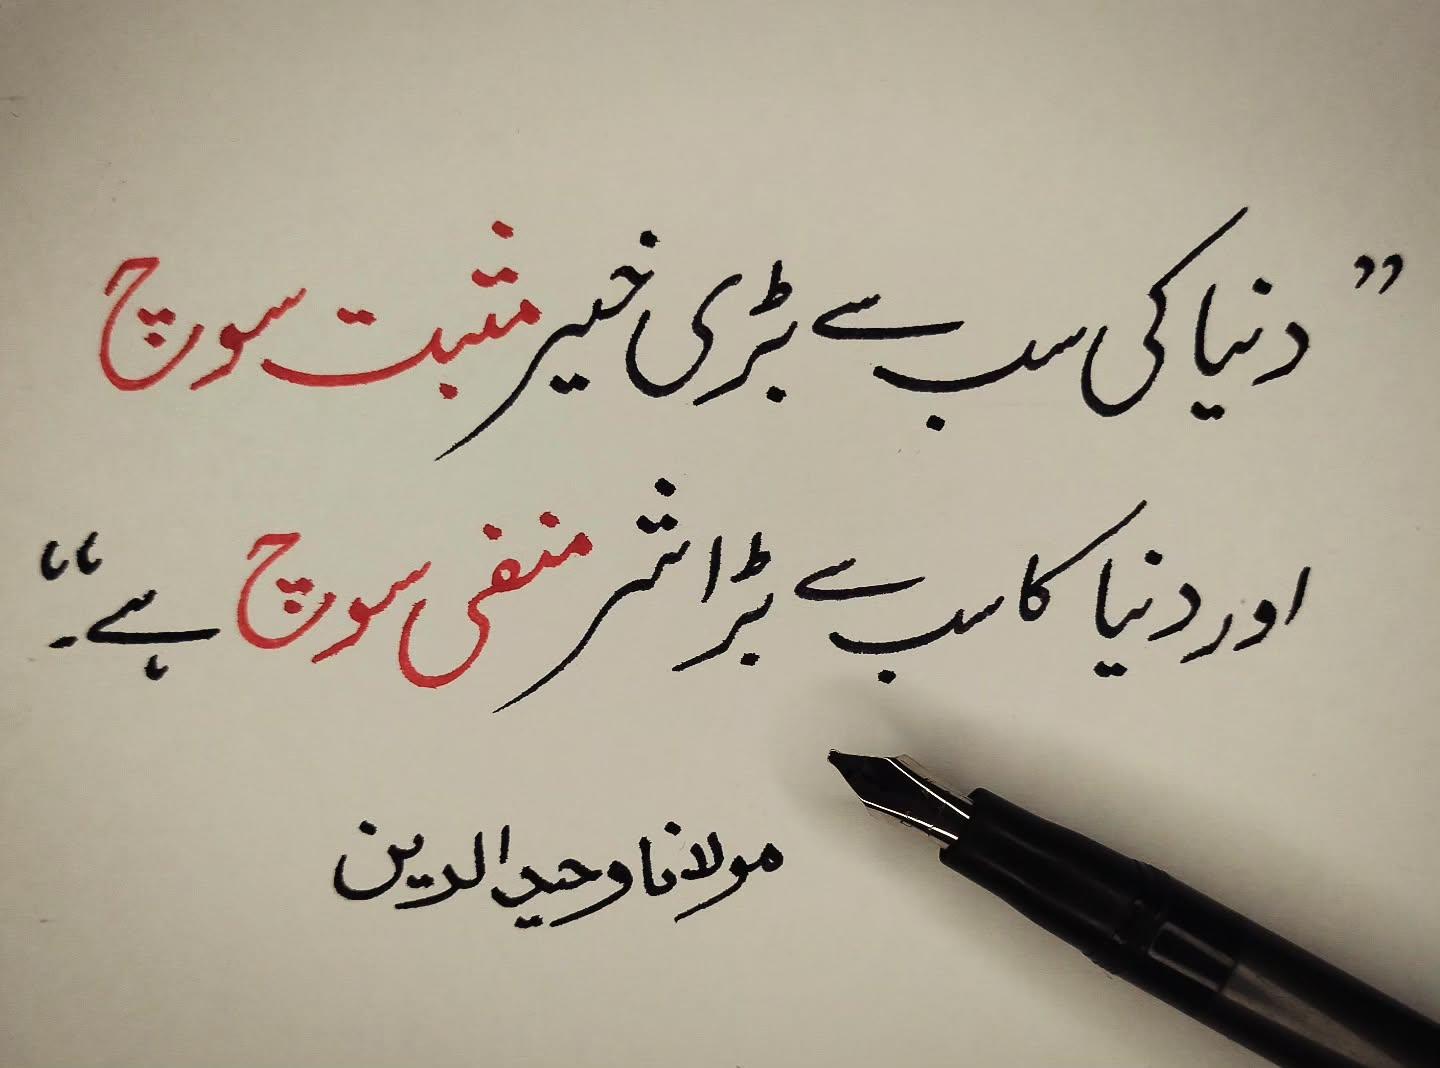 ”دنیا کی سب سے بڑی خیر مثبت سوچ
اور دنیا کا سب سے بڑا شر منفی سوچ ہے۔“
مولانا وحید الدین